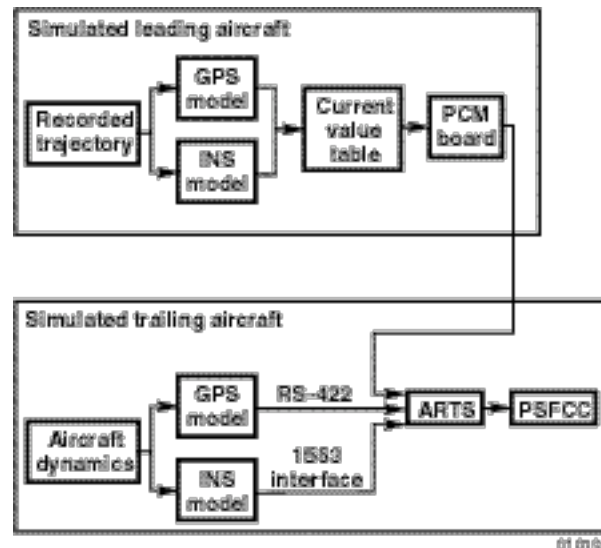 Simulated leading aircraft
GPS
model
Recorded
trajectory
INS
model
Current
value
table
PCM
board
Simulated trailing aircraft
GPS
model
RS-422
Aircraft
dynamics
INS
model
1553
interface
ARTS
PSFCC